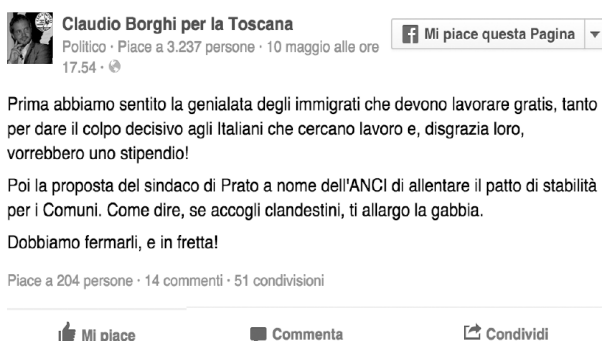 Claudio Borghi per la Toscana
Politico · Piace a 3.237 persone · 10 maggio alle ore
17.54 ·
Mi piace questa Pagina
Prima abbiamo sentito la genialata degli immigrati che devono lavorare gratis, tanto
per dare il colpo decisivo agli Italiani che cercano lavoro e, disgrazia loro,
vorrebbero uno stipendio!
Poi la proposta del sindaco di Prato a nome dell'ANCI di allentare il patto di stabilità
per i Comuni. Come dire, se accogli clandestini, ti allargo la gabbia.
Dobbiamo fermarli, e in fretta!
Piace a 204 persone · 14 commenti · 51 condivisioni
Mi piace
Commenta
Condividi